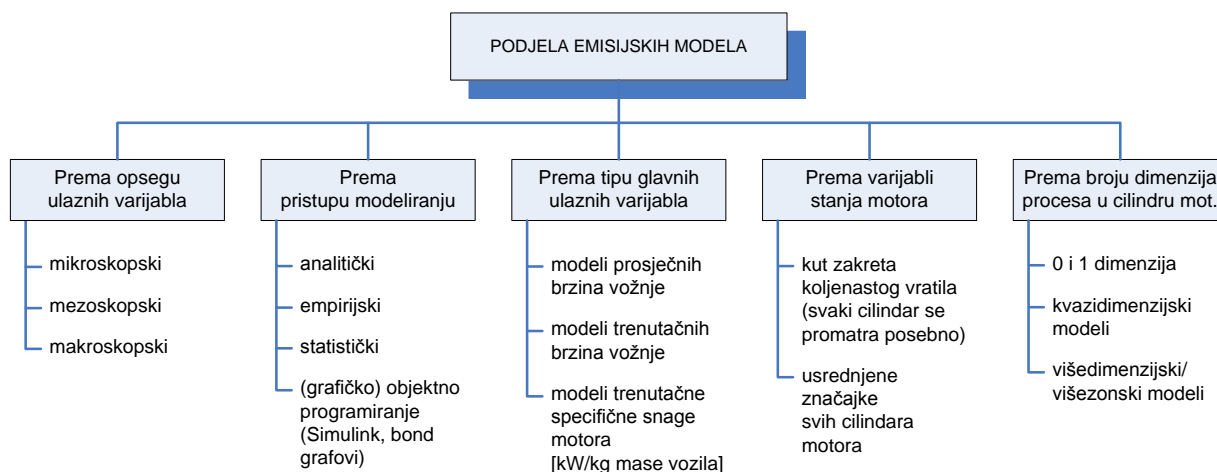 PODJELA EMISIJSKIH MODELA
Prema opsegu
ulaznih varijabla
mikroskopski
mezoskopski
makroskopski
Prema
pristupu modeliranju
analitički
empirijski
statistički
(grafičko) objektno
programiranje
(Simulink, bond
grafovi)
Prema tipu glavnih
ulaznih varijabla
modeli prosječnih
brzina vožnje
modeli trenutačnih
brzina vožnje
modeli trenutačne
specifične snage
motora
[kW/kg mase vozila]
Prema varijabli
stanja motora
kut zakreta
koljenastog vratila
(svaki cilindar se
promatra posebno)
usrednjene
značajke
svih cilindara
motora
Prema broju dimenzija
procesa u cilindru mot.
0 i 1 dimenzija
kvazidimenzijski
modeli
višedimenzijski/
višezonski modeli